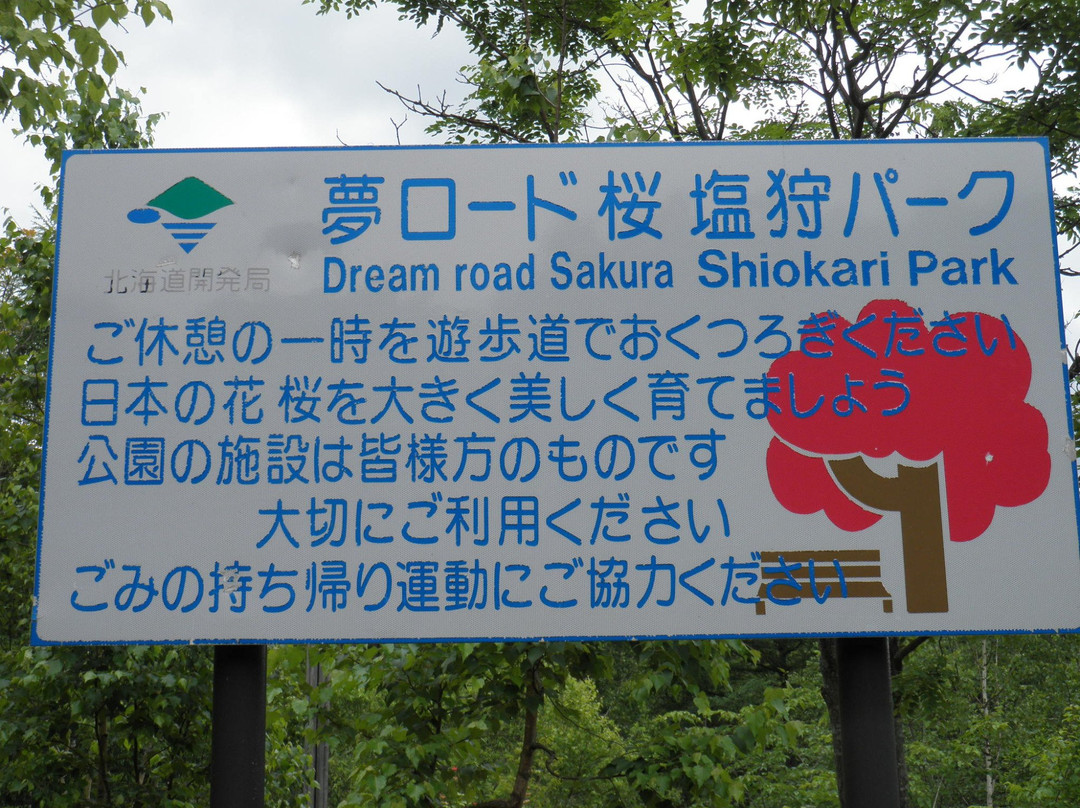 夢ロード桜 塩狩パーク
Dream road Sakura Shiokari Park
北海道開発局
ご休憩の一時を遊歩道でおくつろぎください
日本の花 桜を大きく美しく育てましょう
公園の施設は皆様方のものです
大切にご利用ください
ごみの持ち帰り運動にご協力ください